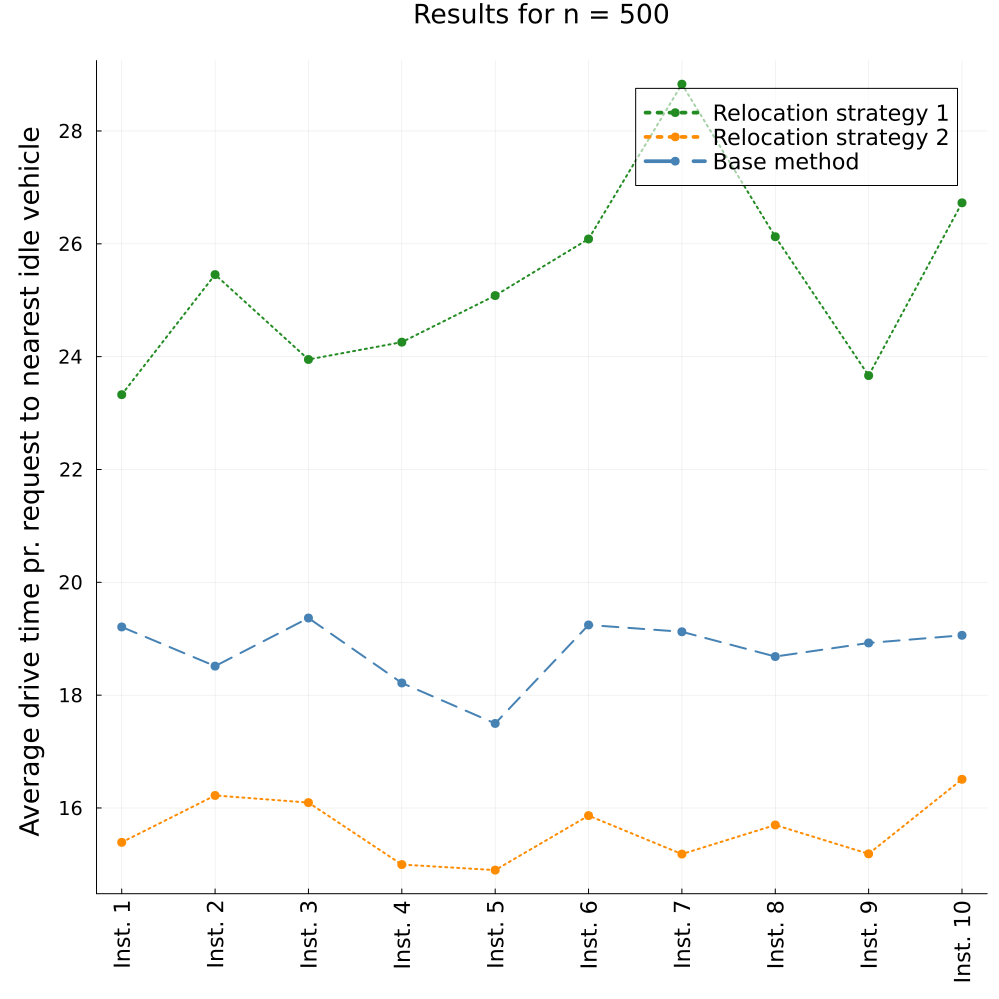 Results for n = 500
Average drive time pr. request to nearest idle vehicle
28
26
24
22
20
18
16
Relocation strategy 1
Relocation strategy 2
Base method
Inst. 1
Inst. 2
Inst. 3
Inst. 4
Inst. 5
Inst. 6
Inst. 7
Inst. 8
Inst. 9
Inst. 10